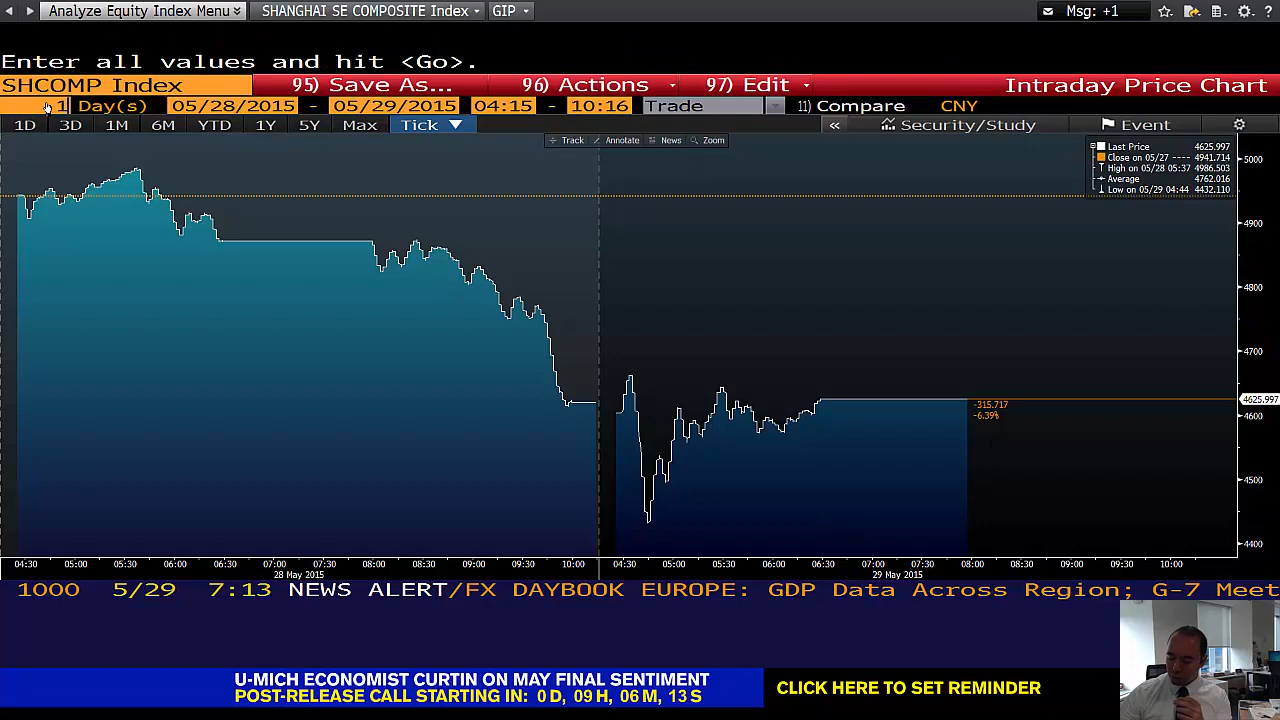 Analyze Equity Index Menu SHANGHAI SE COMPOSITE Index GIP Msg: +1
Enter all values and hit <Go>.
SHCOMP Index 95) Save As... 96) Actions 97) Edit Intraday Price Chart
1 Day(s) 05/28/2015 - 05/29/2015 04:15 - 10:16 Trade 11) Compare CNY
1D 3D 1M 6M YTD 1Y 5Y Max Tick « Security/Study Event
Track Annotate News Zoom
Last Price 4625.997
Close on 05/27 ---- 4941.714
High on 05/28 05:37 4986.503
Average 4762.016
Low on 05/29 04:44 4432.110
5000
4900
4800
4700
4625.997
4600
4500
4400
-315.717
-6.39%
04:30 05:00 05:30 06:00 06:30 07:00 07:30 08:00 08:30 09:00 09:30 10:00 04:30 05:00 05:30 06:00 06:30 07:00 07:30 08:00 08:30 09:00 09:30 10:00
28 May 2015 29 May 2015
1000 5/29 7:13 NEWS ALERT/FX DAYBOOK EUROPE: GDP Data Across Region; G-7 Meet
U-MICH ECONOMIST CURTIN ON MAY FINAL SENTIMENT
POST-RELEASE CALL STARTING IN: 0 D, 09 H, 06 M, 13 S
CLICK HERE TO SET REMINDER